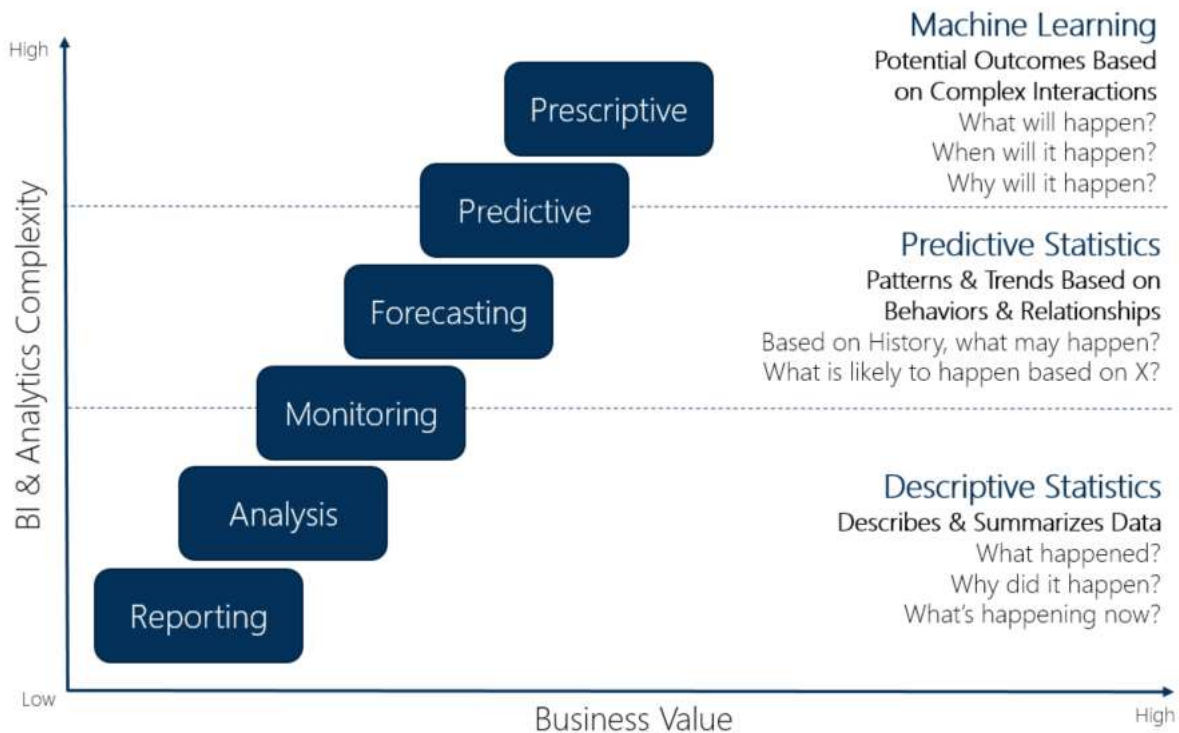 High
BI & Analytics Complexity
Low
Business Value
High
Prescriptive
Predictive
Forecasting
Monitoring
Analysis
Reporting
Machine Learning
Potential Outcomes Based
on Complex Interactions
What will happen?
When will it happen?
Why will it happen?
Predictive Statistics
Patterns & Trends Based on
Behaviors & Relationships
Based on History, what may happen?
What is likely to happen based on X?
Descriptive Statistics
Describes & Summarizes Data
What happened?
Why did it happen?
What's happening now?